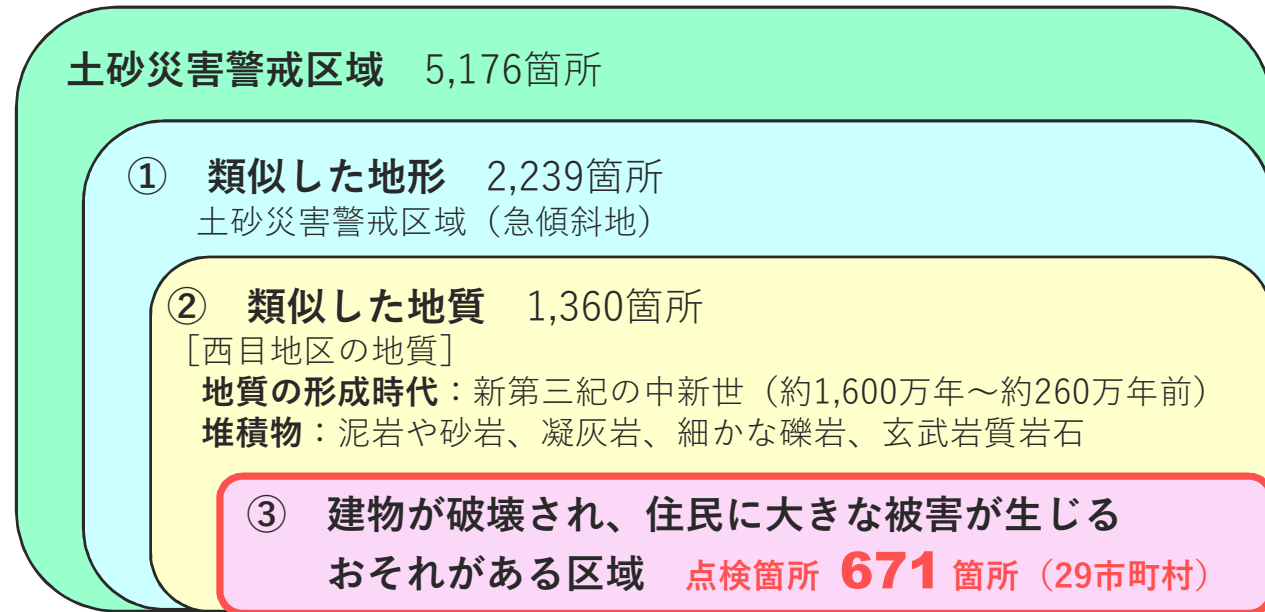 土砂災害警戒区域　5,176箇所
①　類似した地形　2,239箇所
土砂災害警戒区域（急傾斜地）
②　類似した地質　1,360箇所
［西目地区の地質］
地質の形成時代：新第三紀の中新世（約1,600万年～約260万年前）
堆積物：泥岩や砂岩、凝灰岩、細かな礫岩、玄武岩質岩石
③　建物が破壊され、住民に大きな被害が生じる
おそれがある区域　点検箇所 671 箇所（29市町村）